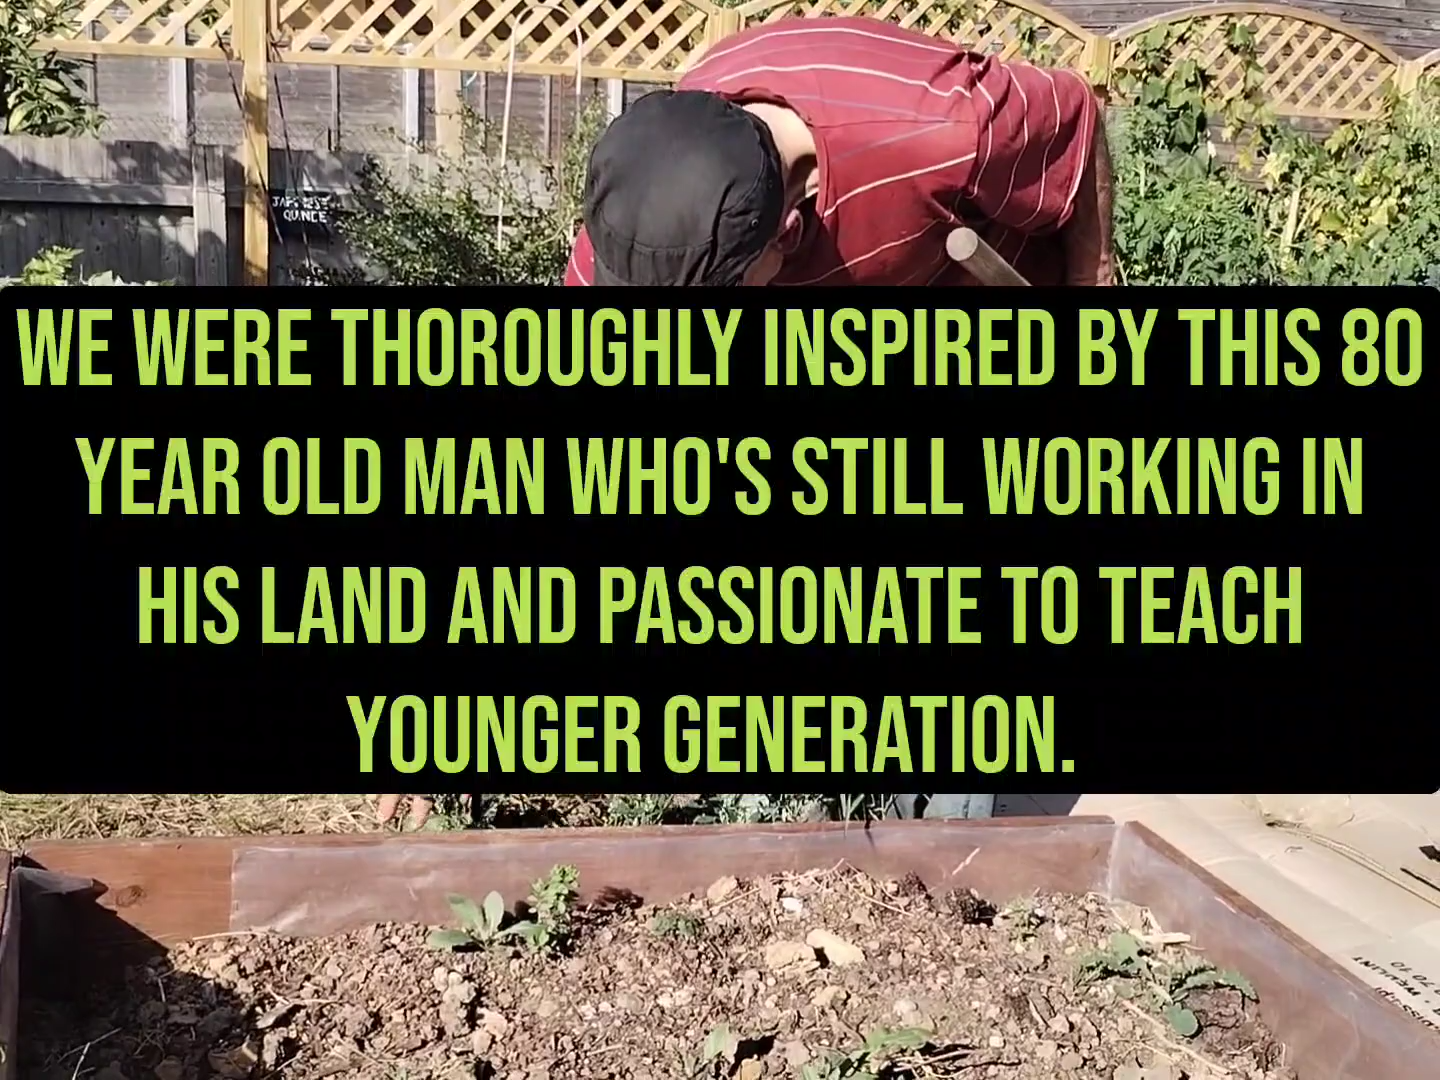 JAPANESE
QUINCE
WE WERE THOROUGHLY INSPIRED BY THIS 80
YEAR OLD MAN WHO'S STILL WORKING IN
HIS LAND AND PASSIONATE TO TEACH
YOUNGER GENERATION.